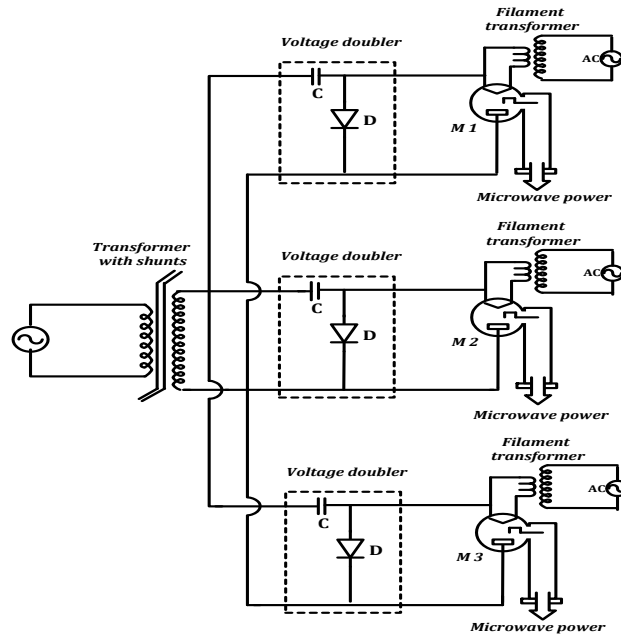 Filament
transformer
Voltage doubler
AC
C
D
M 1
Microwave power
Transformer
with shunts
Voltage doubler
Filament
transformer
AC
C
D
M 2
Microwave power
Voltage doubler
Filament
transformer
AC
C
D
M 3
Microwave power